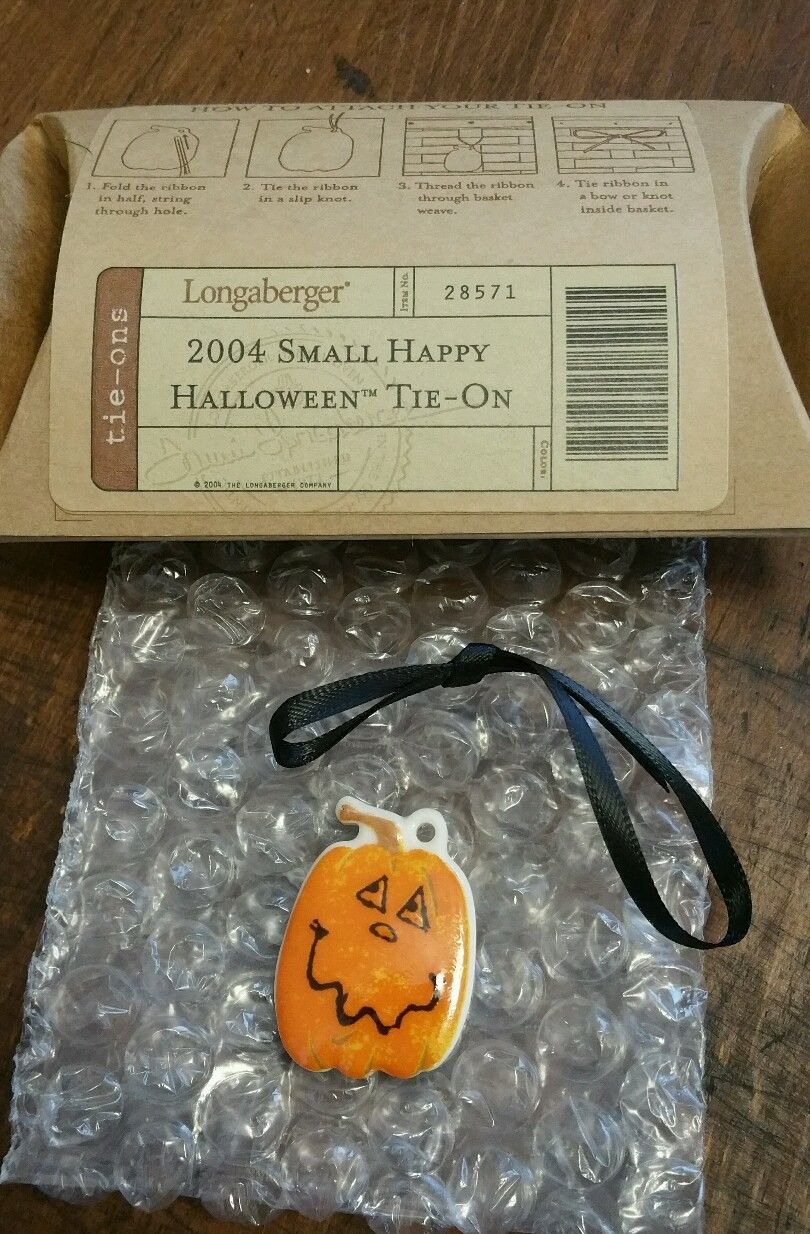 HOW TO ATTACH YOUR TIE-ON
1. Fold the ribbon
in half, string
through hole.
2. Tie the ribbon
in a slip knot.
3. Thread the ribbon
through basket
weave.
4. Tie ribbon in
a bow or knot
inside basket.
tie-ons
Longaberger®
ITEM No.
28571
2004 SMALL HAPPY
HALLOWEEN™ TIE-ON
COLOR:
© 2004 THE LONGABERGER COMPANY